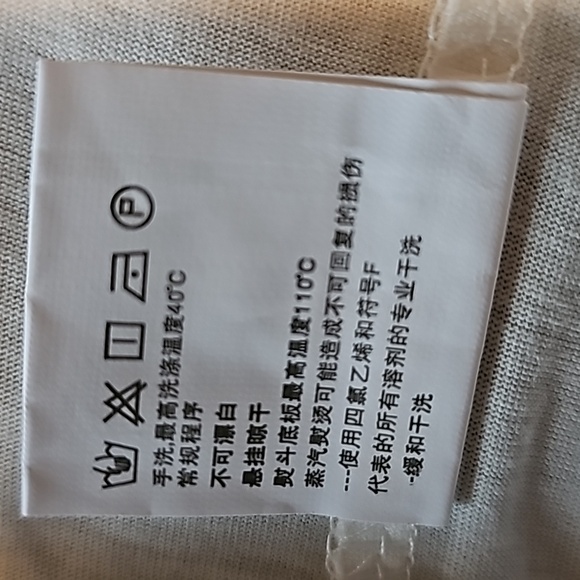 P
手洗,最高洗涤温度40℃
常规程序
不可漂白
悬挂晾干
熨斗底板最高温度110℃
蒸汽熨烫可能造成不可回复的损伤
---使用四氯乙烯和符号F
代表的所有溶剂的专业干洗
-缓和干洗